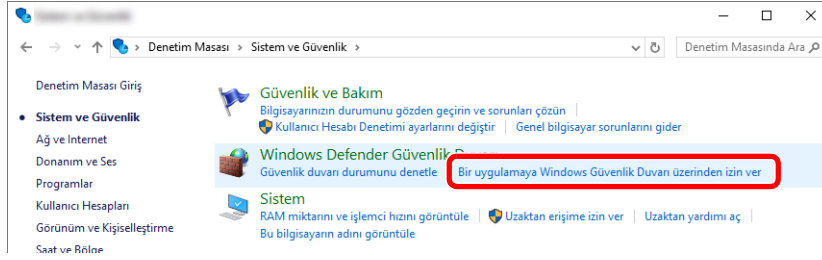 Denetim Masası > Sistem ve Güvenlik >
Denetim Masasında Ara
Denetim Masası Giriş
Sistem ve Güvenlik
Ağ ve Internet
Donanım ve Ses
Programlar
Kullanıcı Hesapları
Görünüm ve Kişiselleştirme
Saat ve Bölge
Güvenlik ve Bakım
Bilgisayarınızın durumunu gözden geçirin ve sorunları çözün
Kullanıcı Hesabı Denetimi ayarlarını değiştir
Genel bilgisayar sorunlarını gider
Windows Defender Güvenlik
Güvenlik duvarı durumunu denetle
Bir uygulamaya Windows Güvenlik Duvarı üzerinden izin ver
Sistem
RAM miktarını ve işlemci hızını görüntüle
Uzaktan erişime izin ver
Uzaktan yardımı aç
Bu bilgisayarın adını görüntüle